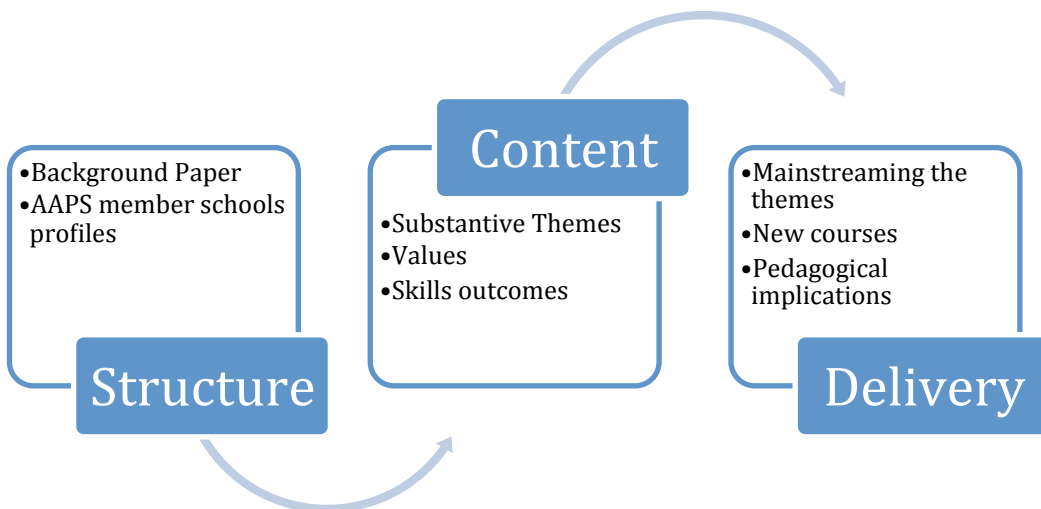 •Background Paper
•AAPS member schools
profiles
Structure
Content
•Substantive Themes
•Values
•Skills outcomes
•Mainstreaming the
themes
•New courses
•Pedagogical
implications
Delivery